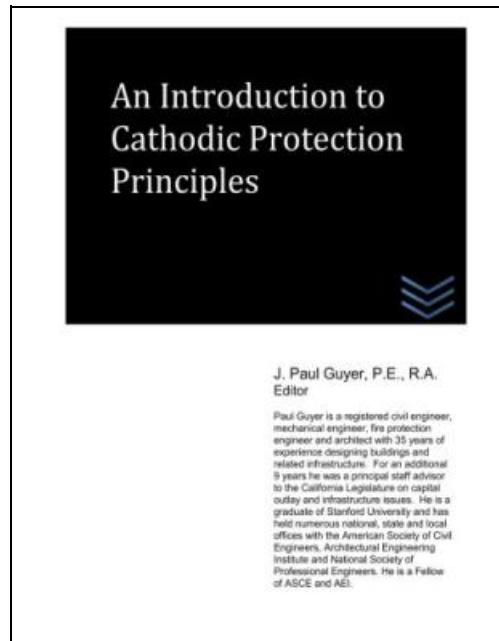 An Introduction to
Cathodic Protection
Principles
J. Paul Guyer, P.E., R.A.
Editor
Paul Guyer is a registered civil engineer,
mechanical engineer, fire protection
engineer and architect with 35 years of
experience designing buildings and
related infrastructure. For an additional
9 years he was a principal staff advisor
to the California Legislature on capital
outlay and infrastructure issues. He is a
graduate of Stanford University and has
held numerous national, state and local
offices with the American Society of Civil
Engineers, Architectural Engineering
Institute and National Society of
Professional Engineers. He is a Fellow
of ASCE and AEI.